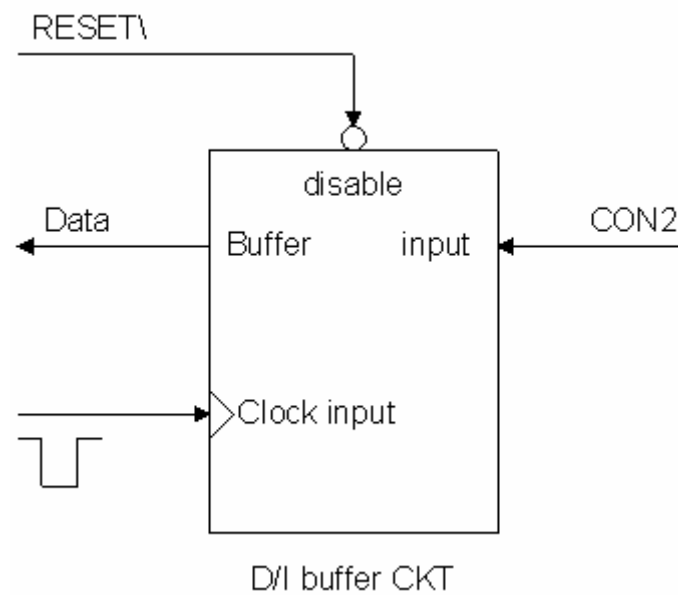 RESET\
disable
Data
Buffer
input
CON2
Clock input
D/I buffer CKT